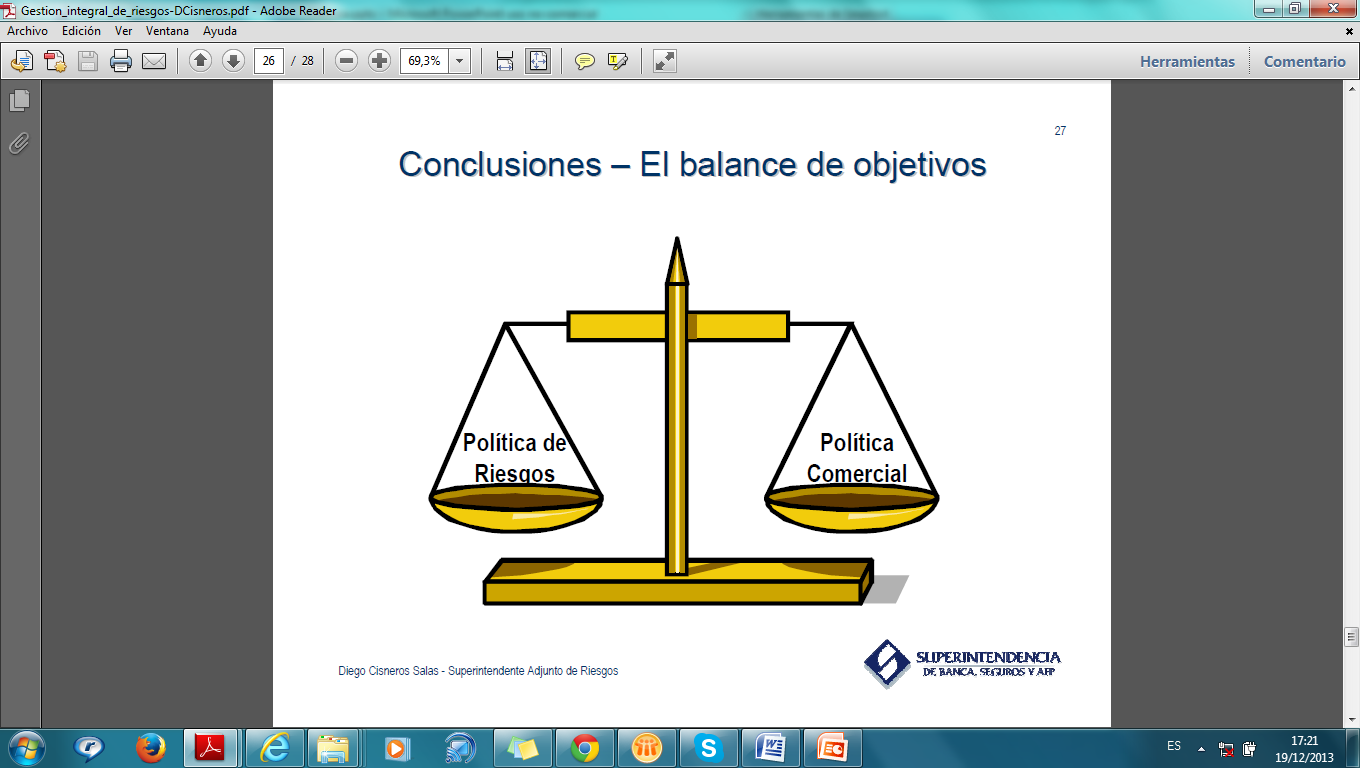 Gestion_integral_de_riesgos-DCisneros.pdf - Adobe Reader
Archivo Edición Ver Ventana Ayuda
26 / 28 69,3% Herramientas Comentario
27
Conclusiones – El balance de objetivos
Política de
Riesgos
Política
Comercial
Diego Cisneros Salas - Superintendente Adjunto de Riesgos
SUPERINTENDENCIA
DE BANCA, SEGUROS Y AFP
ES
17:21
19/12/2013